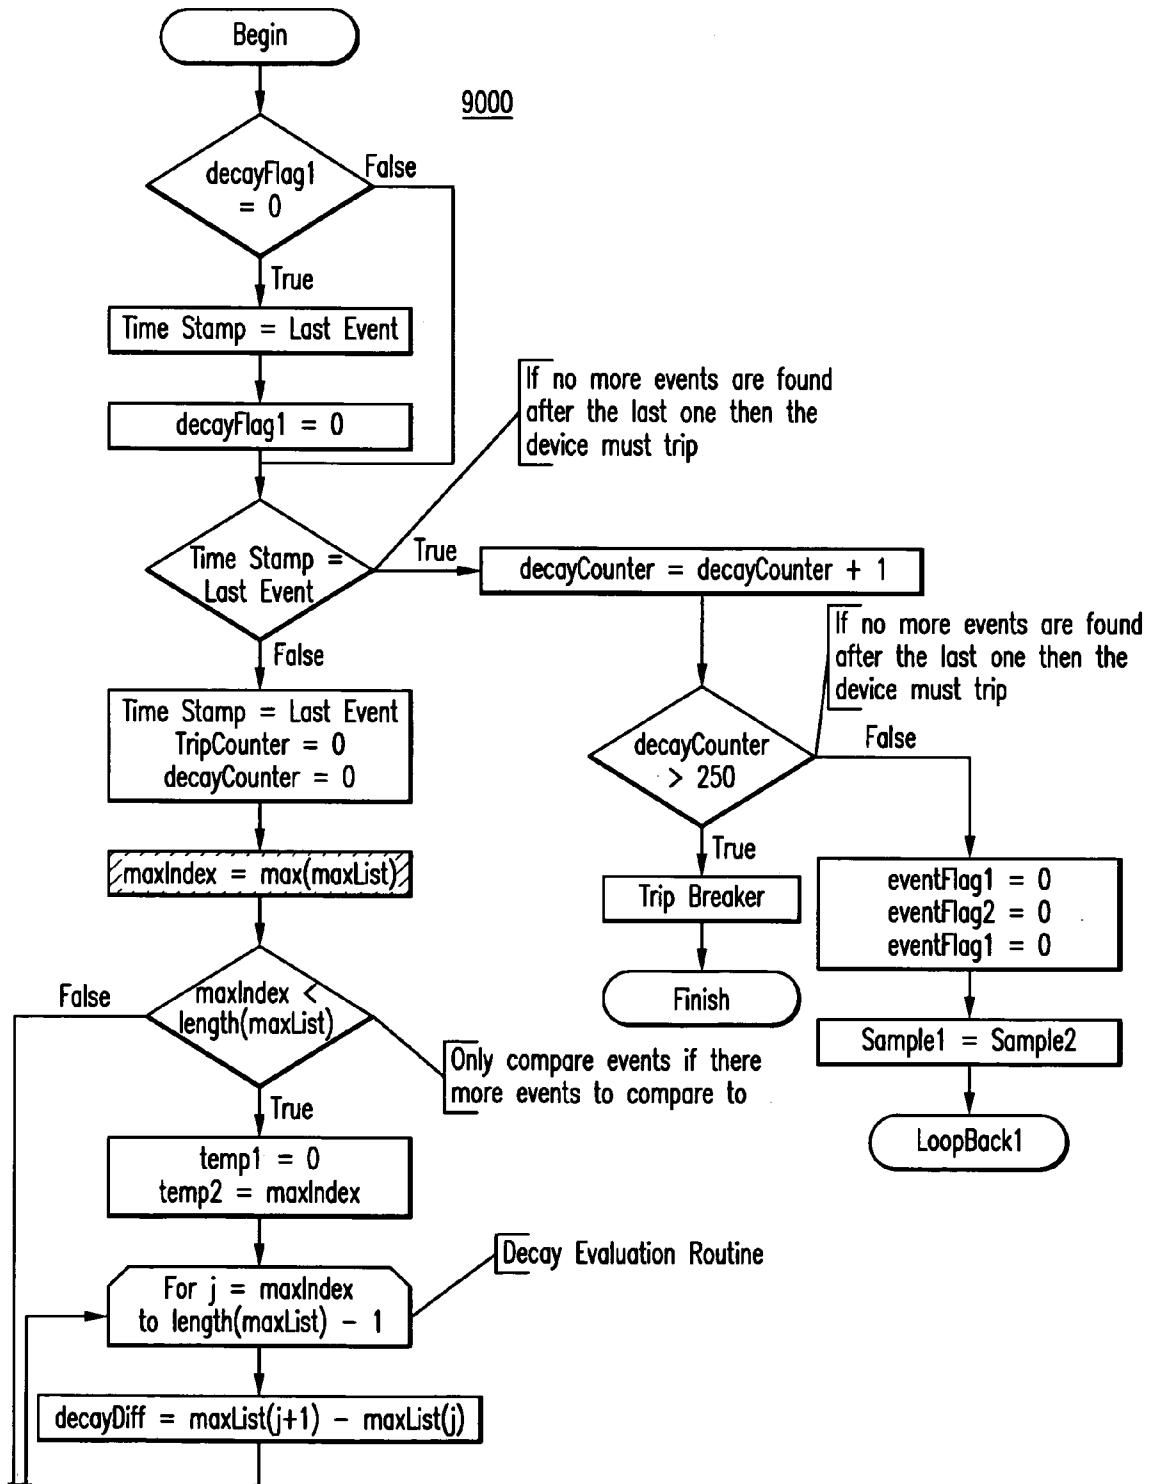 Begin
9000
decayFlag1
= 0
False
True
Time Stamp = Last Event
decayFlag1 = 0
If no more events are found
after the last one then the
device must trip
Time Stamp =
Last Event
True
decayCounter = decayCounter + 1
False
If no more events are found
after the last one then the
device must trip
Time Stamp = Last Event
TripCounter = 0
decayCounter = 0
decayCounter
> 250
False
True
maxIndex = max(maxList)
Trip Breaker
eventFlag1 = 0
eventFlag2 = 0
eventFlag1 = 0
Finish
False
maxIndex <
length(maxList)
Only compare events if there
more events to compare to
Sample1 = Sample2
True
LoopBack1
temp1 = 0
temp2 = maxIndex
Decay Evaluation Routine
For j = maxIndex
to length(maxList) - 1
decayDiff = maxList(j+1) - maxList(j)